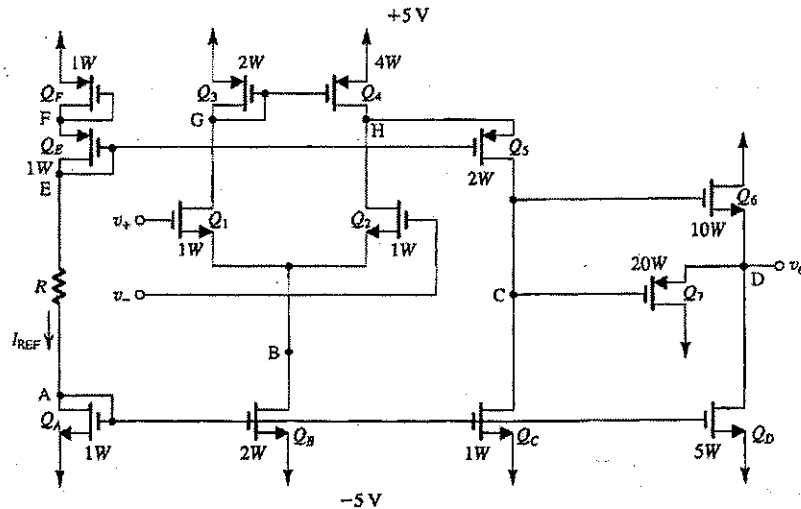 +5 V
1W
2W
4W
Q_F
Q_3
Q_4
F
G
H
Q_E
Q_5
1W
2W
E
v_+
Q_1
Q_2
Q_6
1W
1W
10W
R
v_-
20W
D
v_o
C
Q_7
I_REF
B
A
Q_A
Q_B
Q_C
Q_D
1W
2W
1W
5W
−5 V